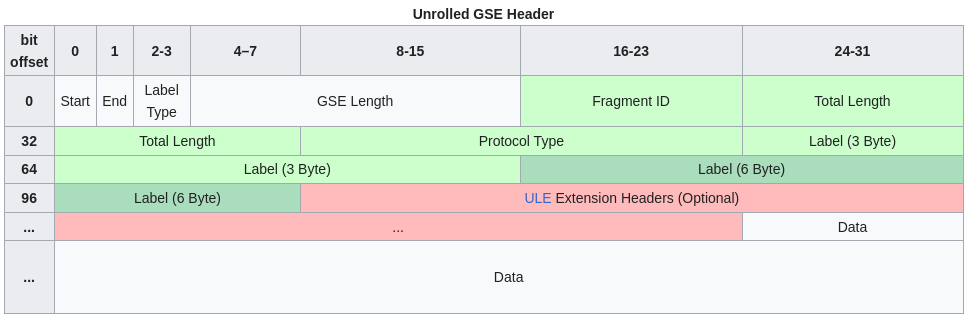 Unrolled GSE Header
bit offset 0 1 2-3 4–7 8-15 16-23 24-31
0 Start End Label Type GSE Length Fragment ID Total Length
32 Total Length Protocol Type Label (3 Byte)
64 Label (3 Byte) Label (6 Byte)
96 Label (6 Byte) ULE Extension Headers (Optional)
... ... Data
... Data